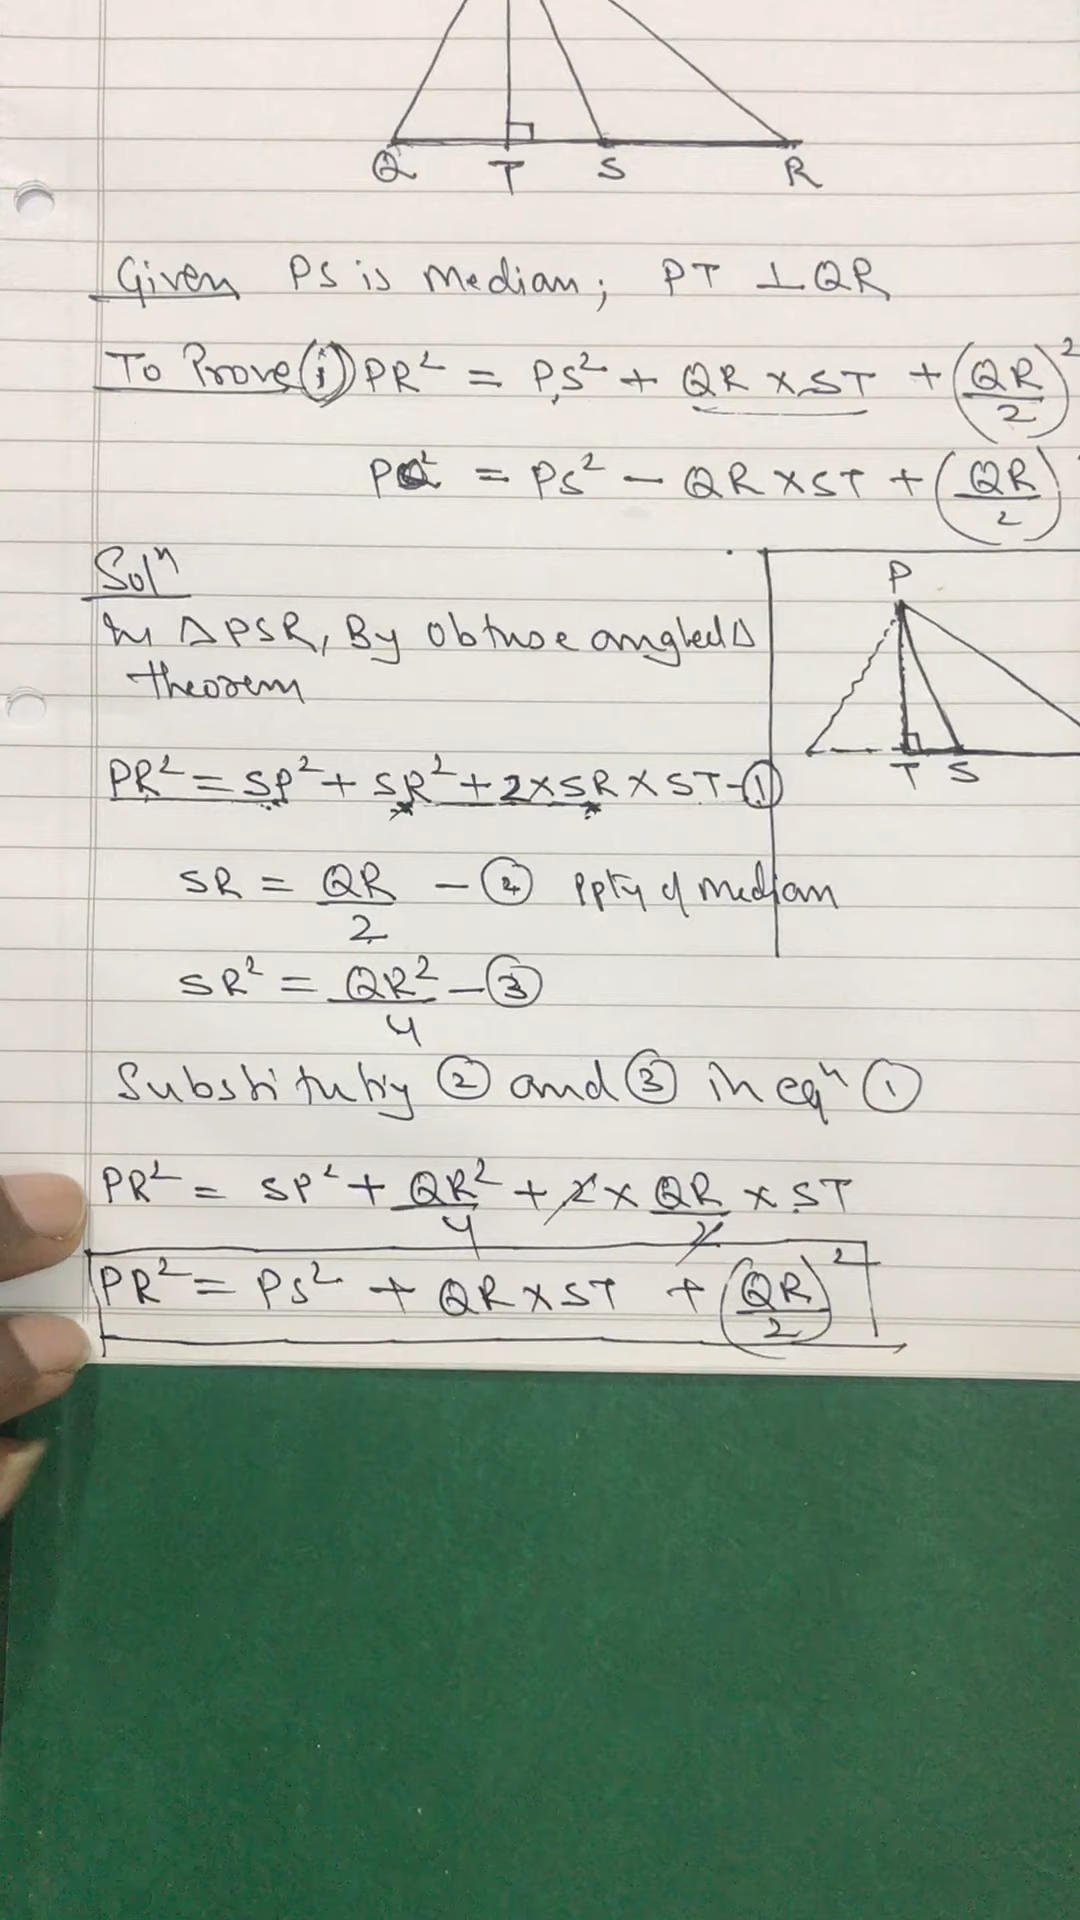 Q T S R
Given PS is median; PT ⊥ QR
To Prove (i) PR² = PS² + QR × ST + (QR/2)²
PQ² = PS² − QR × ST + (QR/2)
Solⁿ
P
In △PSR, By obtuse angled △
theorem
T S
PR² = SP² + SR² + 2×SR × ST - ①
SR = QR/2 - ② Ppty of median
SR² = QR²/4 - ③
Substituting ② and ③ in eqⁿ ①
PR² = SP² + QR²/4 + 2 × QR/2 × ST
PR² = PS² + QR × ST + (QR/2)²